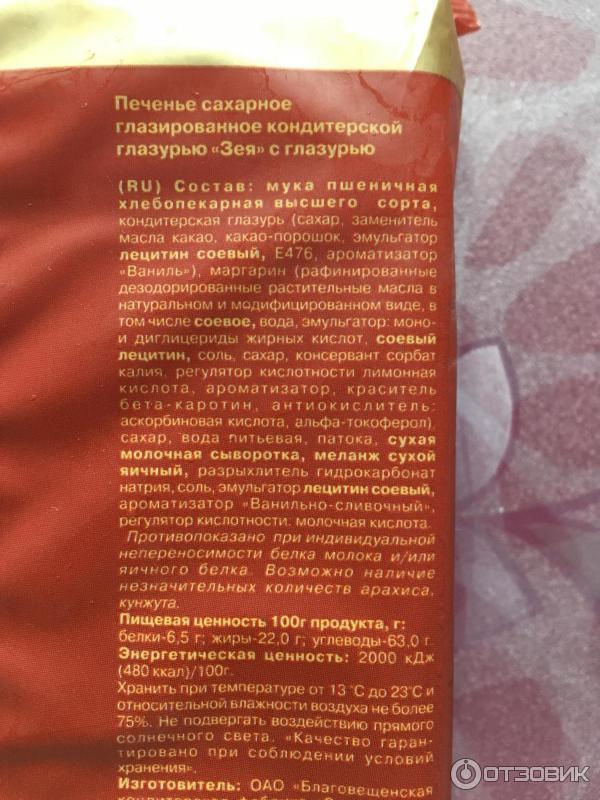 Печенье сахарное
глазированное кондитерской
глазурью «Зея» с глазурью
(RU) Состав: мука пшеничная
хлебопекарная высшего сорта,
кондитерская глазурь (сахар, заменитель
масла какао, какао-порошок, эмульгатор
лецитин соевый, Е476, ароматизатор
«Ваниль»), маргарин (рафинированные
дезодорированные растительные масла в
натуральном и модифицированном виде, в
том числе соевое, вода, эмульгатор: моно-
и диглицериды жирных кислот, соевый
лецитин, соль, сахар, консервант сорбат
калия, регулятор кислотности лимонная
кислота, ароматизатор, краситель
бета-каротин, антиокислитель:
аскорбиновая кислота, альфа-токоферол),
сахар, вода питьевая, патока, сухая
молочная сыворотка, меланж сухой
яичный, разрыхлитель гидрокарбонат
натрия, соль, эмульгатор лецитин соевый,
ароматизатор «Ванильно-сливочный»,
регулятор кислотности: молочная кислота.
Противопоказано при индивидуальной
непереносимости белка молока и/или
яичного белка. Возможно наличие
незначительных количеств арахиса,
кунжута.
Пищевая ценность 100г продукта, г:
белки-6,5 г; жиры-22,0 г; углеводы-63,0 г.
Энергетическая ценность: 2000 кДж
(480 ккал)/100г.
Хранить при температуре от 13°С до 23°С и
относительной влажности воздуха не более
75%. Не подвергать воздействию прямого
солнечного света. «Качество гаран-
тировано при соблюдении условий
хранения».
Изготовитель: ОАО «Благовещенская
кондитерская фабрика
ОТЗОВИК